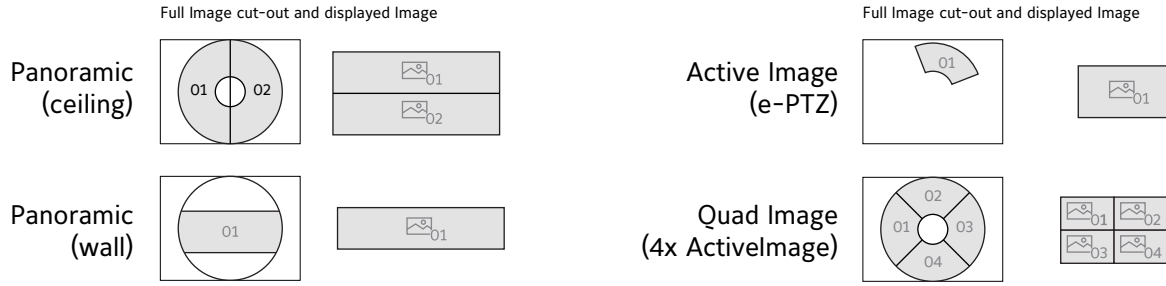 Full Image cut-out and displayed Image
Panoramic
(ceiling)
01 02
01
02
Panoramic
(wall)
01
01
Full Image cut-out and displayed Image
Active Image
(e-PTZ)
01
01
Quad Image
(4x ActiveImage)
02
01 03
04
01 02
03 04